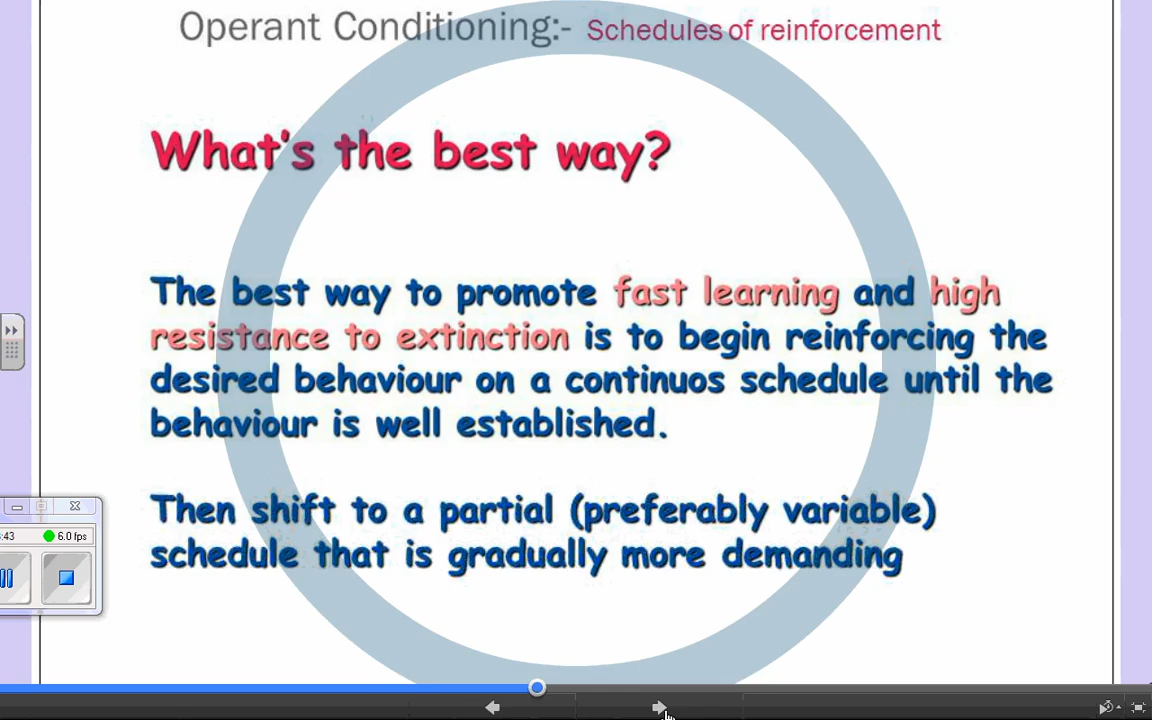 Operant Conditioning:- Schedules of reinforcement
What's the best way?
The best way to promote fast learning and high
resistance to extinction is to begin reinforcing the
desired behaviour on a continuos schedule until the
behaviour is well established.
Then shift to a partial (preferably variable)
schedule that is gradually more demanding
:43 6.0 fps